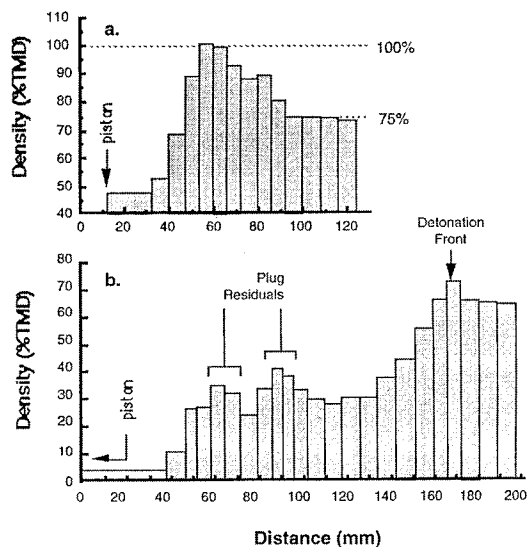 a.
Density (%TMD)
110
100
90
80
70
60
50
40
piston
100%
75%
0 20 40 60 80 100 120
Detonation
Front
b.
Plug
Residuals
Density (%TMD)
80
70
60
50
40
30
20
10
0
piston
0 20 40 60 80 100 120 140 160 180 200
Distance (mm)